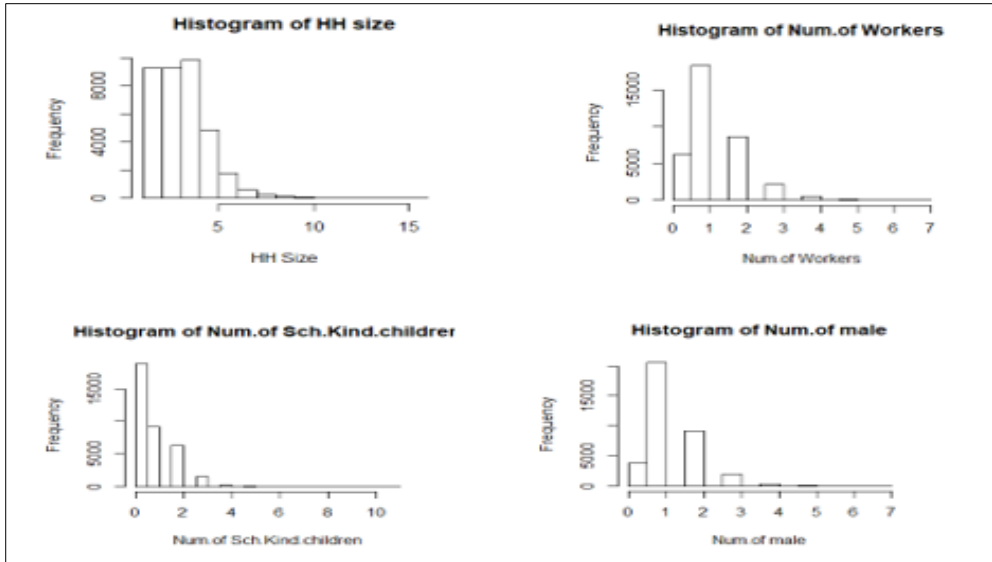 Histogram of HH size
Frequency
0 4000 8000
5 10 15
HH Size
Histogram of Num.of Workers
Frequency
0 5000 15000
0 1 2 3 4 5 6 7
Num.of Workers
Histogram of Num.of Sch.Kind.childrer
Frequency
0 5000 15000
0 2 4 6 8 10
Num.of Sch.Kind.children
Histogram of Num.of male
Frequency
0 5000 15000
0 1 2 3 4 5 6 7
Num.of male